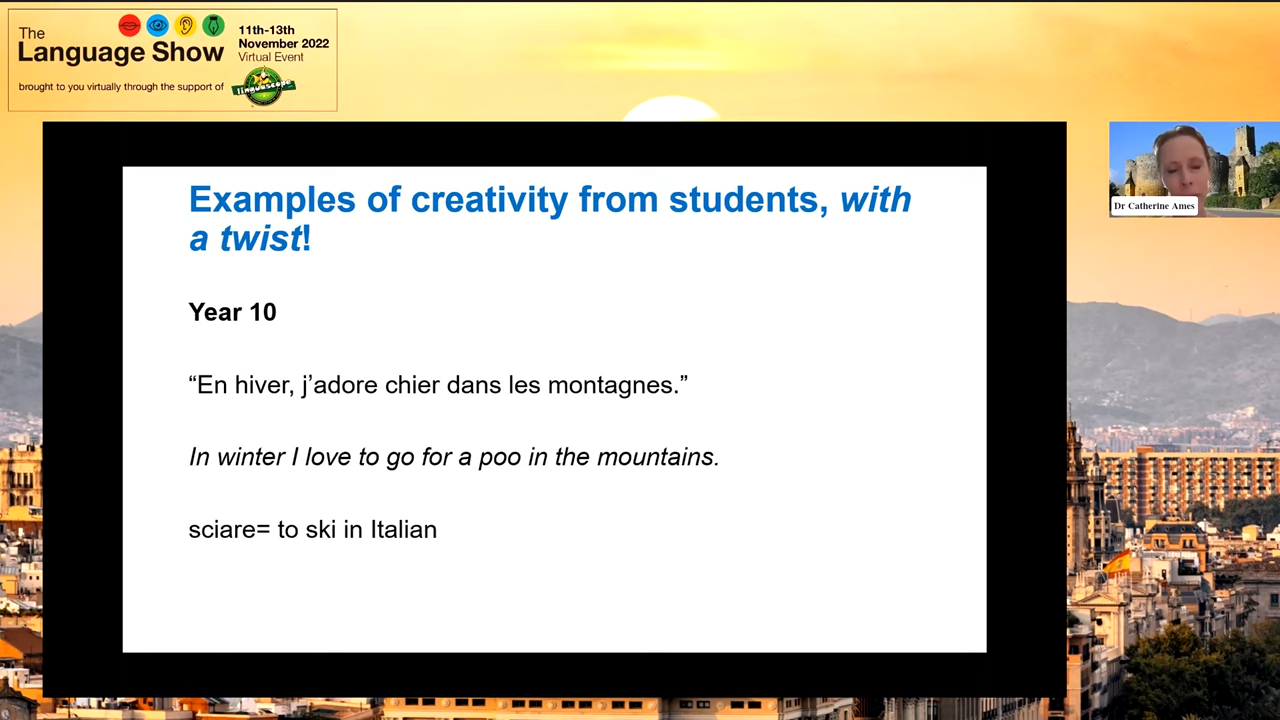 The
Language Show
11th-13th
November 2022
Virtual Event
brought to you virtually through the support of
linguascope
Examples of creativity from students, with
a twist!
Year 10
“En hiver, j’adore chier dans les montagnes.”
In winter I love to go for a poo in the mountains.
sciare= to ski in Italian
Dr Catherine Ames